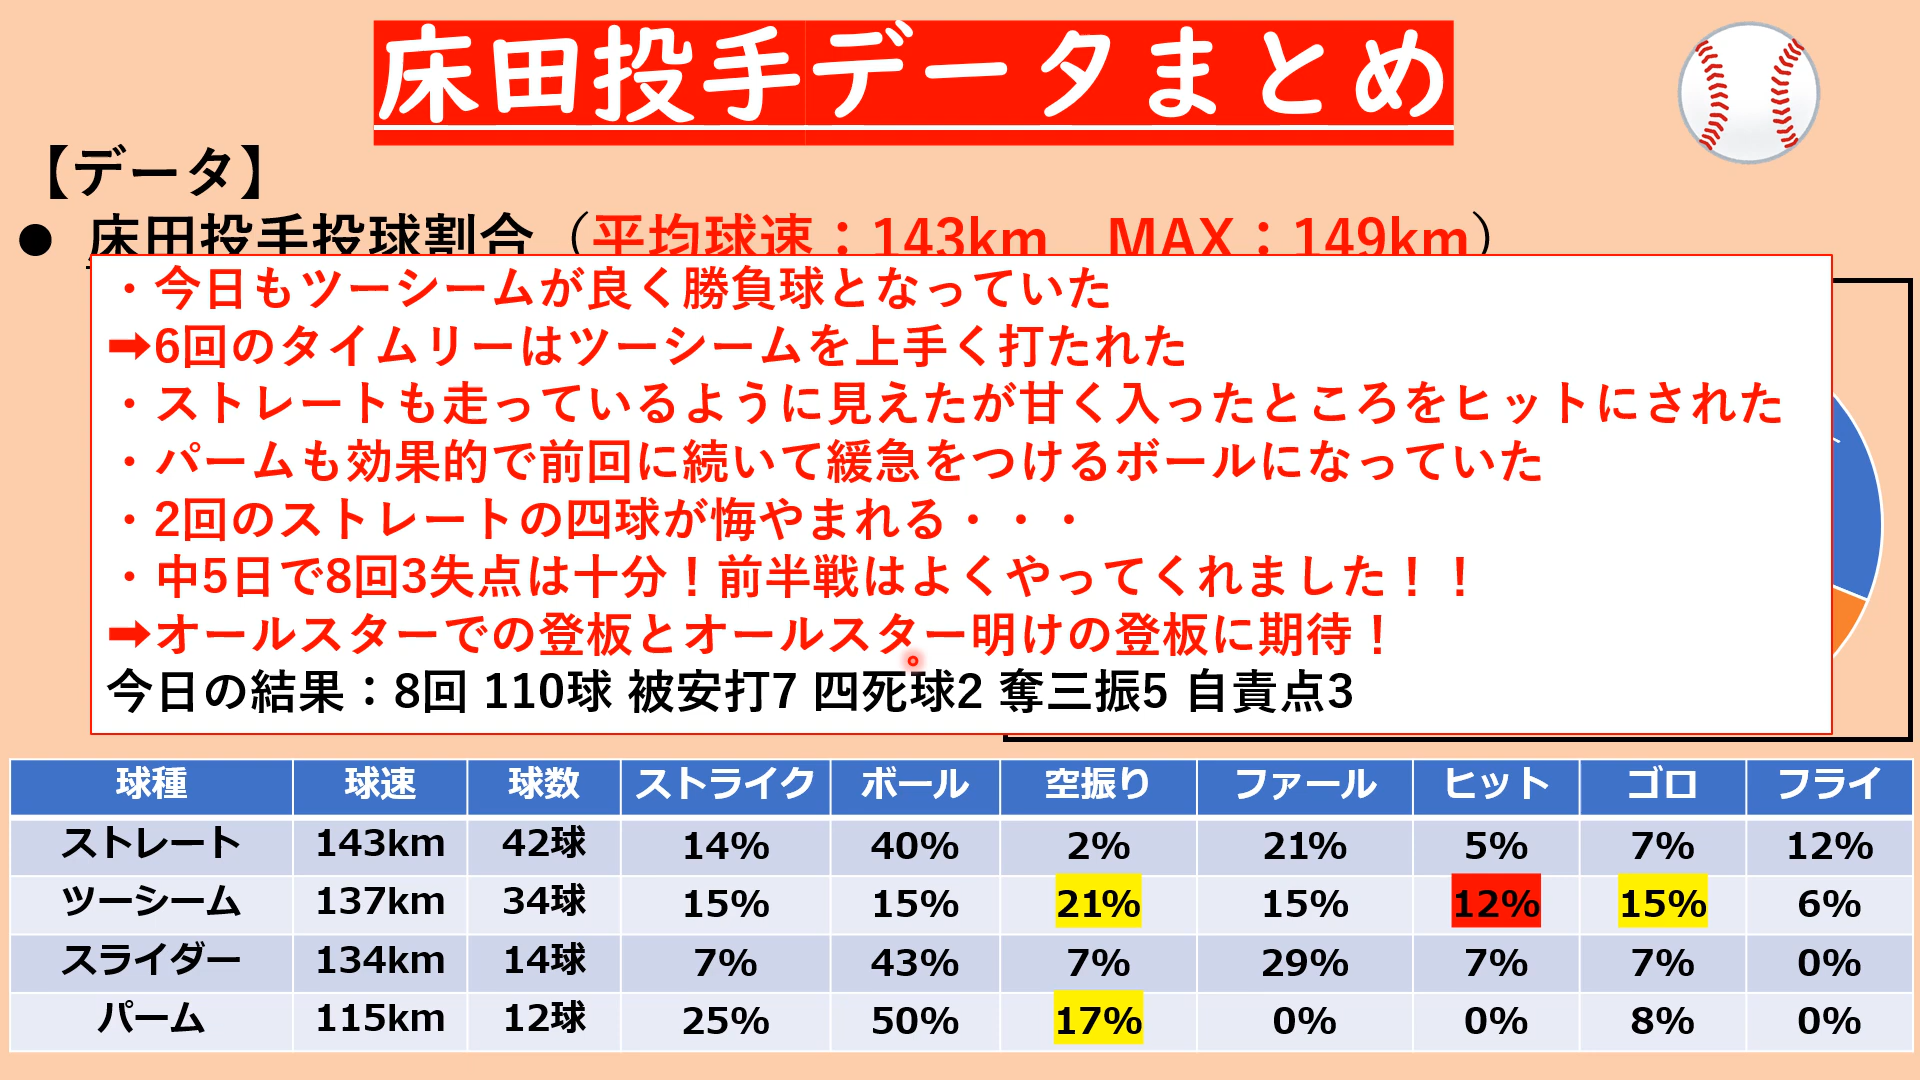 床田投手データまとめ
【データ】
● 床田投手投球割合（平均球速：143km　MAX：149km）
・今日もツーシームが良く勝負球となっていた
➡6回のタイムリーはツーシームを上手く打たれた
・ストレートも走っているように見えたが甘く入ったところをヒットにされた
・パームも効果的で前回に続いて緩急をつけるボールになっていた
・2回のストレートの四球が悔やまれる・・・
・中5日で8回3失点は十分！前半戦はよくやってくれました！！
➡オールスターでの登板とオールスター明けの登板に期待！
今日の結果：8回 110球 被安打7 四死球2 奪三振5 自責点3
球種 球速 球数 ストライク ボール 空振り ファール ヒット ゴロ フライ
ストレート 143km 42球 14% 40% 2% 21% 5% 7% 12%
ツーシーム 137km 34球 15% 15% 21% 15% 12% 15% 6%
スライダー 134km 14球 7% 43% 7% 29% 7% 7% 0%
パーム 115km 12球 25% 50% 17% 0% 0% 8% 0%